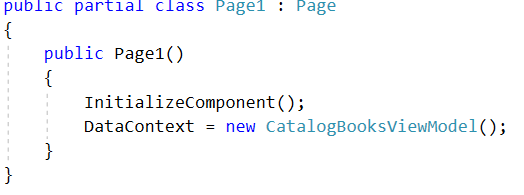 public partial class Page1 : Page
{
public Page1()
{
InitializeComponent();
DataContext = new CatalogBooksViewModel();
}
}